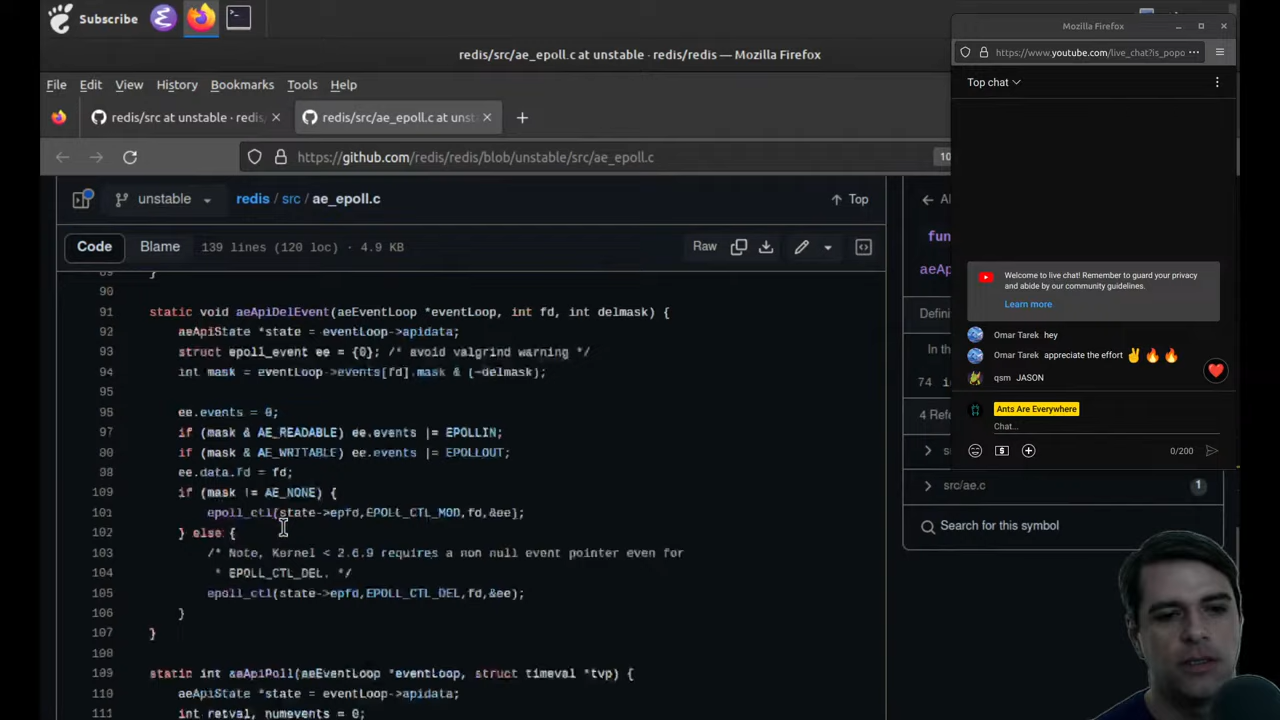 Subscribe
redis/src/ae_epoll.c at unstable · redis/redis — Mozilla Firefox
File Edit View History Bookmarks Tools Help
redis/src at unstable · redis,
redis/src/ae_epoll.c at unst
https://github.com/redis/redis/blob/unstable/src/ae_epoll.c
10
unstable
redis / src / ae_epoll.c
Top
Code Blame 139 lines (120 loc) · 4.9 KB
Raw
89 }
90
91 static void aeApiDelEvent(aeEventLoop *eventLoop, int fd, int delmask) {
92 aeApiState *state = eventLoop->apidata;
93 struct epoll_event ee = {0}; /* avoid valgrind warning */
94 int mask = eventLoop->events[fd].mask & (~delmask);
ee.events = 0;
97 if (mask & AE_READABLE) ee.events |= EPOLLIN;
if (mask & AE_WRITABLE) ee.events |= EPOLLOUT;
ee.data.fd = fd;
if (mask != AE_NONE) {
101 epoll_ctl(state->epfd,EPOLL_CTL_MOD,fd,&ee);
102 } else {
103 /* Note, Kernel < 2.6.9 requires a non null event pointer even for
104 * EPOLL_CTL_DEL. */
105 epoll_ctl(state->epfd,EPOLL_CTL_DEL,fd,&ee);
106 }
107 }
108
109 static int aeApiPoll(aeEventLoop *eventLoop, struct timeval *tvp) {
110 aeApiState *state = eventLoop->apidata;
111 int retval, numevents = 0;
Al
fun
aeAp
Defini
In th
74 i
4 Refe
s
src/ae.c 1
Search for this symbol
Mozilla Firefox
https://www.youtube.com/live_chat?is_popo
Top chat
Welcome to live chat! Remember to guard your privacy
and abide by our community guidelines.
Learn more
Omar Tarek hey
Omar Tarek appreciate the effort ✌🔥🔥
qsm JASON
Ants Are Everywhere
Chat...
0/200